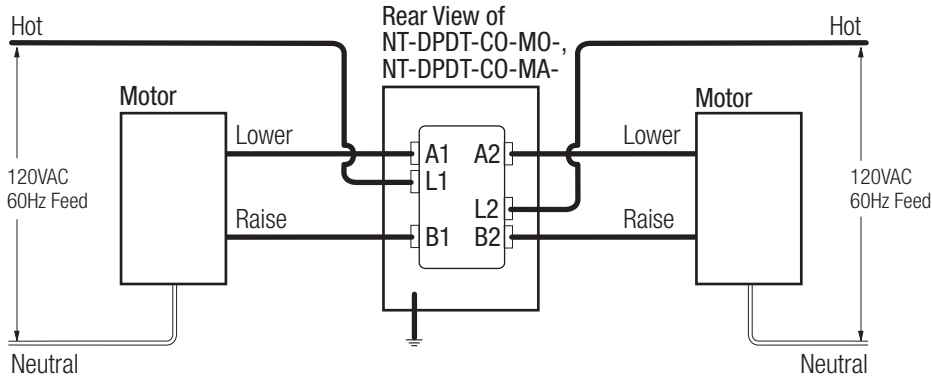 Hot
Rear View of
NT-DPDT-CO-MO-,
NT-DPDT-CO-MA-
Hot
Motor
Motor
Lower
A1
A2
Lower
120VAC
60Hz Feed
L1
120VAC
60Hz Feed
L2
Raise
B1
B2
Raise
Neutral
Neutral